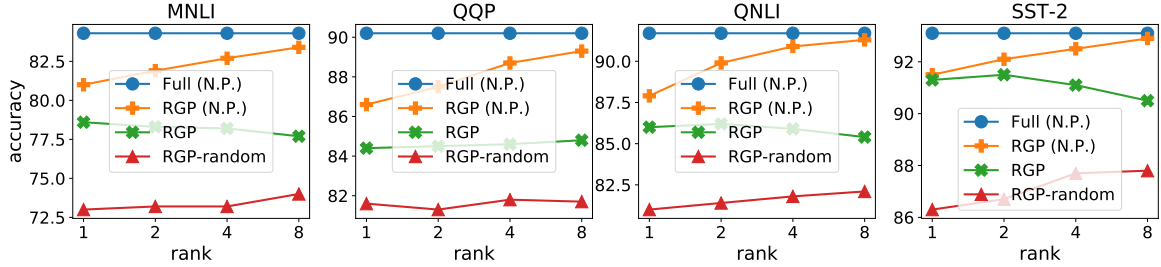 MNLI
accuracy
82.5
80.0
77.5
75.0
72.5
Full (N.P.)
RGP (N.P.)
RGP
RGP-random
1 2 4 8
rank
QQP
90
88
86
84
82
Full (N.P.)
RGP (N.P.)
RGP
RGP-random
1 2 4 8
rank
QNLI
90.0
87.5
85.0
82.5
Full (N.P.)
RGP (N.P.)
RGP
RGP-random
1 2 4 8
rank
SST-2
92
90
88
86
Full (N.P.)
RGP (N.P.)
RGP
RGP-random
1 2 4 8
rank